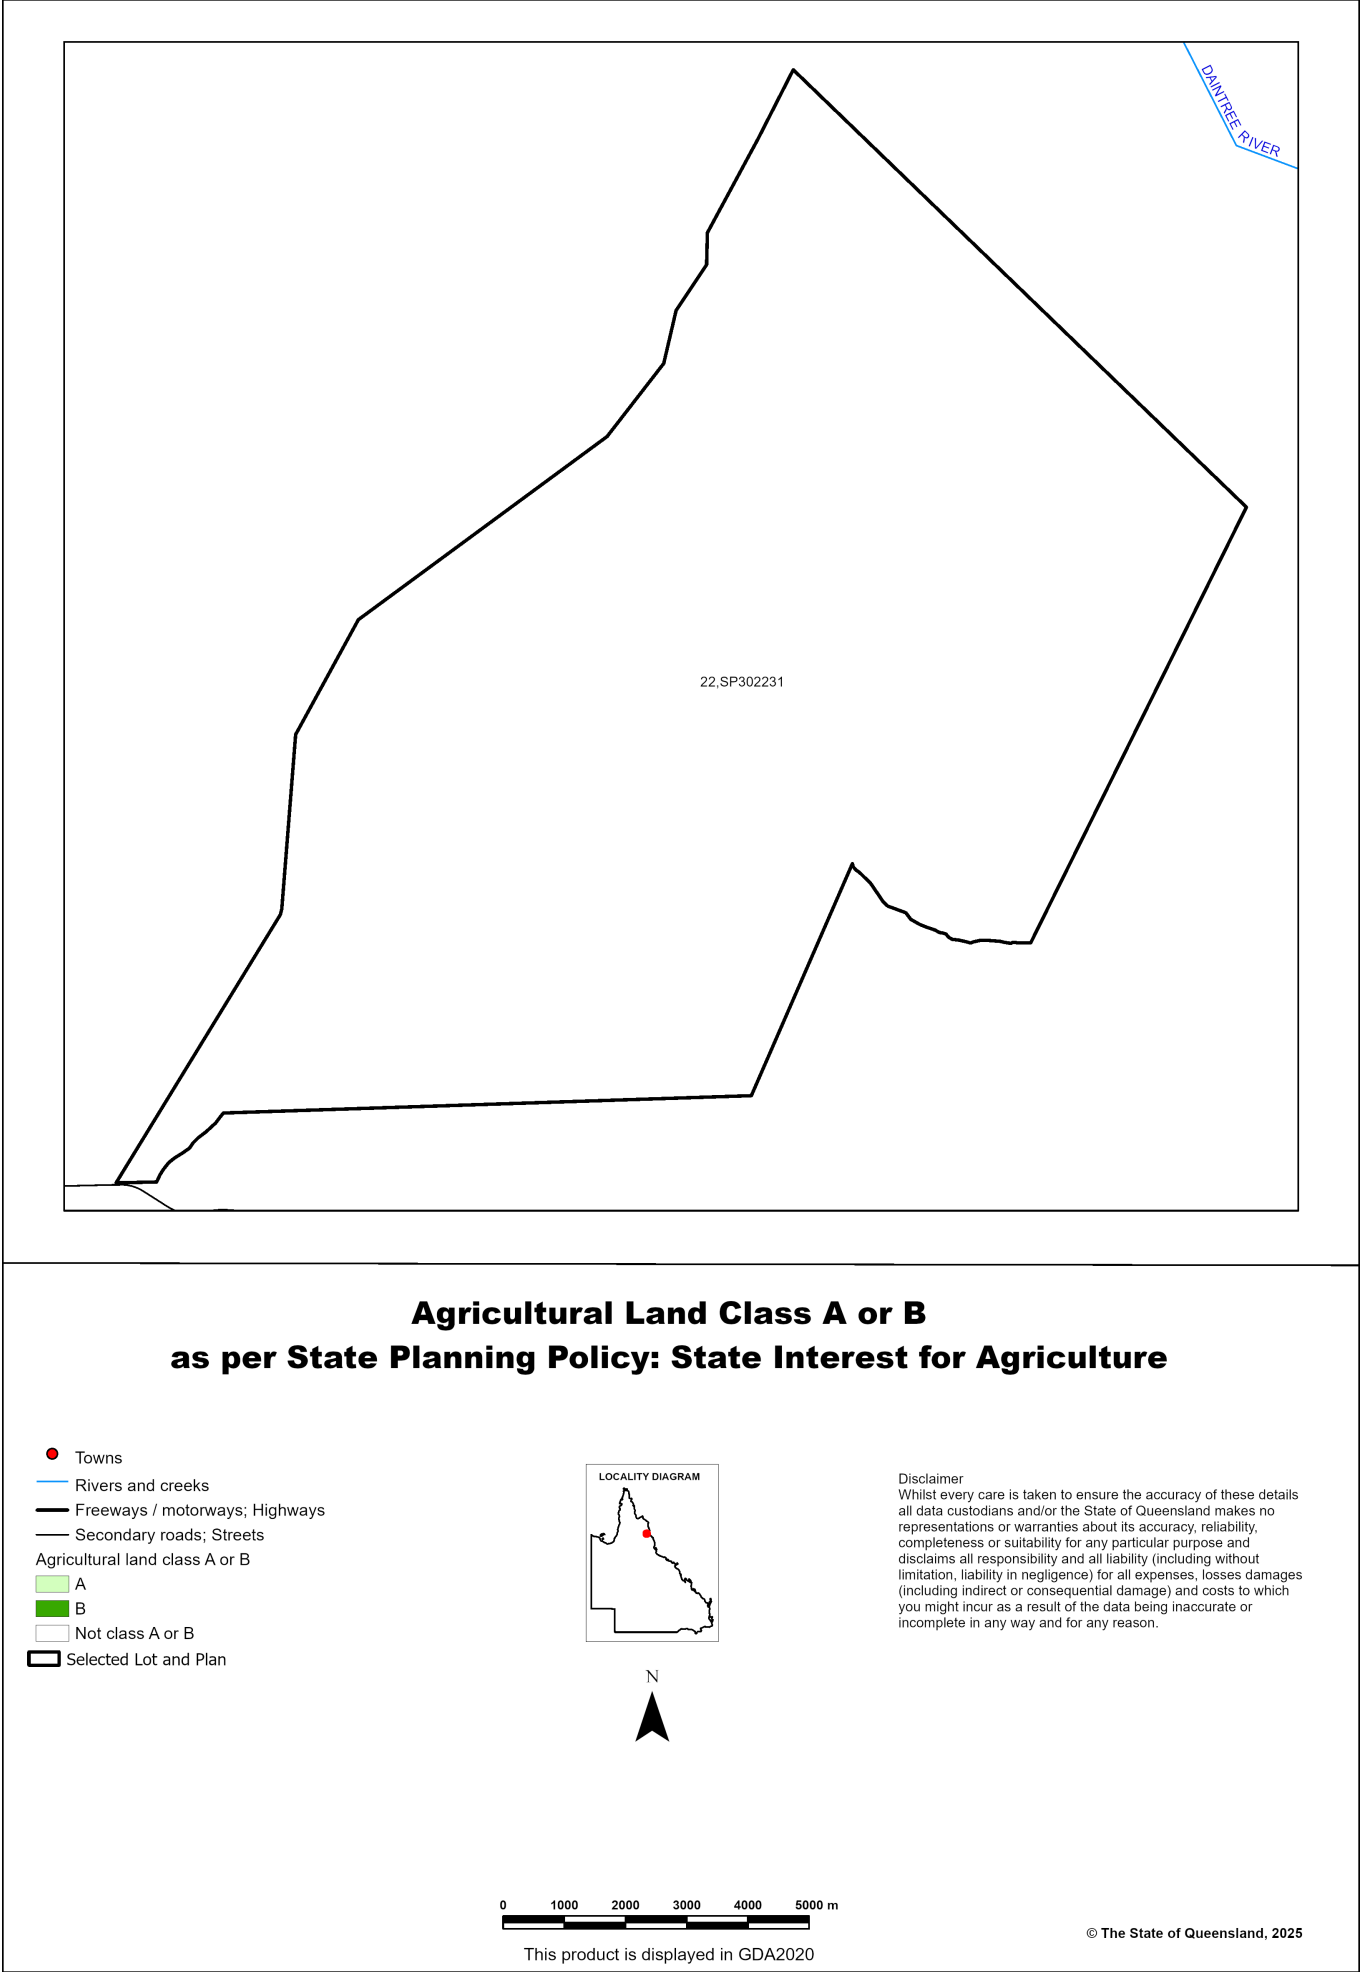 DAINTREE RIVER
22,SP302231
Agricultural Land Class A or B
as per State Planning Policy: State Interest for Agriculture
Towns
Rivers and creeks
Freeways / motorways; Highways
Secondary roads; Streets
Agricultural land class A or B
A
B
Not class A or B
Selected Lot and Plan
LOCALITY DIAGRAM
N
Disclaimer
Whilst every care is taken to ensure the accuracy of these details
all data custodians and/or the State of Queensland makes no
representations or warranties about its accuracy, reliability,
completeness or suitability for any particular purpose and
disclaims all responsibility and all liability (including without
limitation, liability in negligence) for all expenses, losses damages
(including indirect or consequential damage) and costs to which
you might incur as a result of the data being inaccurate or
incomplete in any way and for any reason.
0 1000 2000 3000 4000 5000 m
This product is displayed in GDA2020
© The State of Queensland, 2025